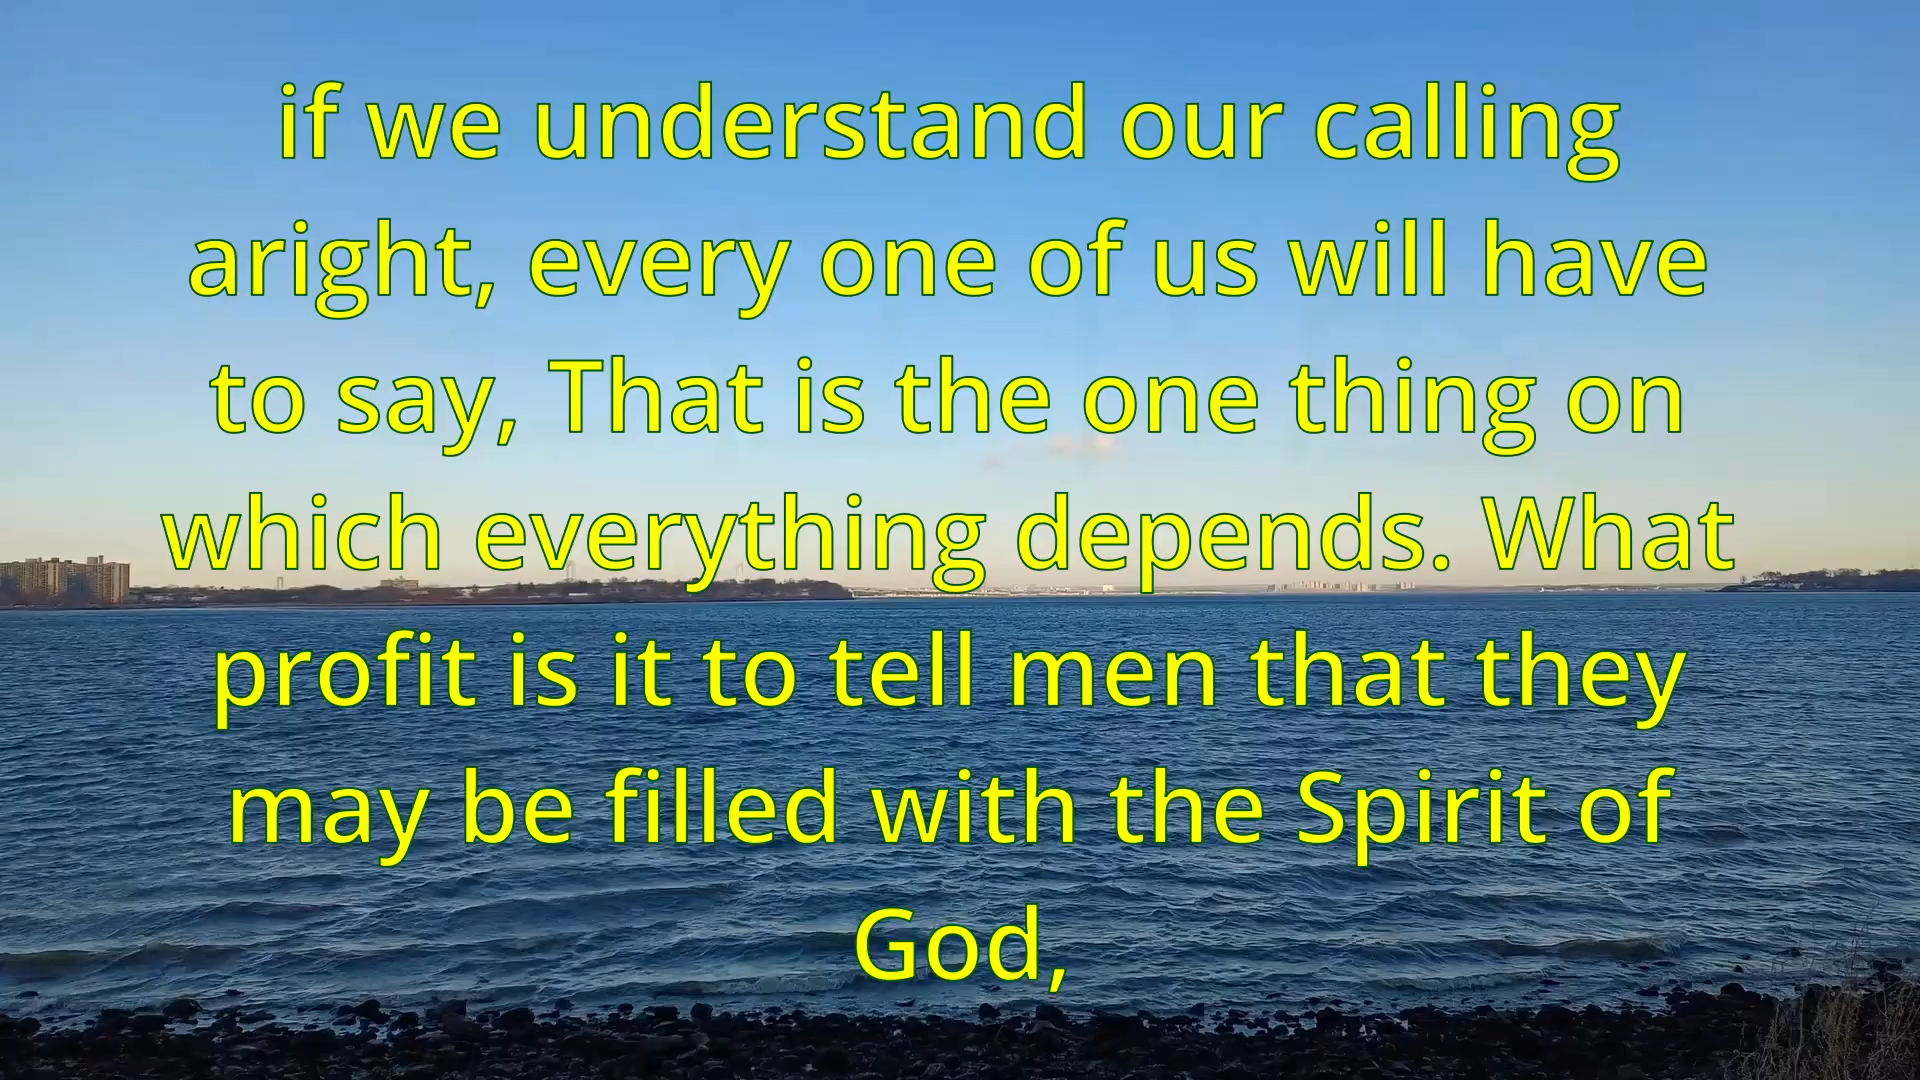 if we understand our calling
aright, every one of us will have
to say, That is the one thing on
which everything depends. What
profit is it to tell men that they
may be filled with the Spirit of
God,